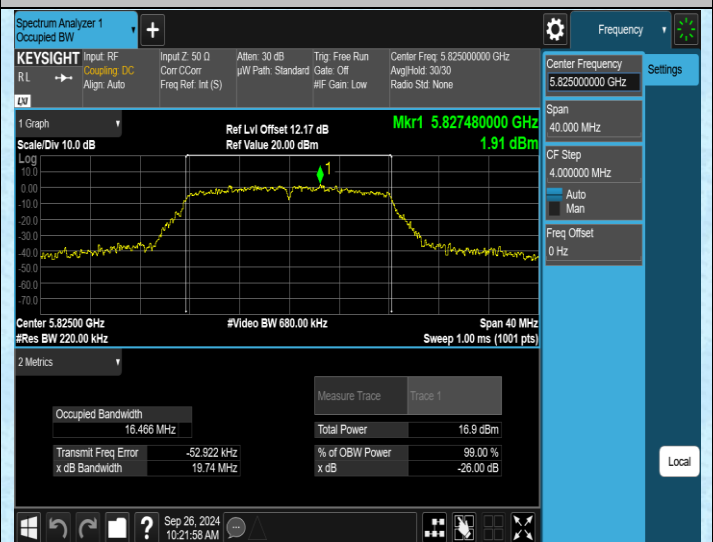 Spectrum Analyzer 1
Occupied BW
+
Frequency
KEYSIGHT
RL
LXI
Input: RF
Coupling: DC
Align: Auto
Input Z: 50 Ω
Corr CCorr
Freq Ref: Int (S)
Atten: 30 dB
µW Path: Standard
Trig: Free Run
Gate: Off
#IF Gain: Low
Center Freq: 5.825000000 GHz
Avg|Hold: 30/30
Radio Std: None
Center Frequency
5.825000000 GHz
Settings
Span
40.000 MHz
CF Step
4.000000 MHz
Auto
Man
Freq Offset
0 Hz
Local
1 Graph
Scale/Div 10.0 dB
Ref Lvl Offset 12.17 dB
Ref Value 20.00 dBm
Mkr1 5.827480000 GHz
1.91 dBm
Log
10.0
0.00
-10.0
-20.0
-30.0
-40.0
-50.0
-60.0
-70.0
1
Center 5.82500 GHz
#Video BW 680.00 kHz
Span 40 MHz
#Res BW 220.00 kHz
Sweep 1.00 ms (1001 pts)
2 Metrics
Measure Trace
Trace 1
Occupied Bandwidth
16.466 MHz
Total Power
16.9 dBm
Transmit Freq Error
-52.922 kHz
% of OBW Power
99.00 %
x dB Bandwidth
19.74 MHz
x dB
-26.00 dB
?
Sep 26, 2024
10:21:58 AM